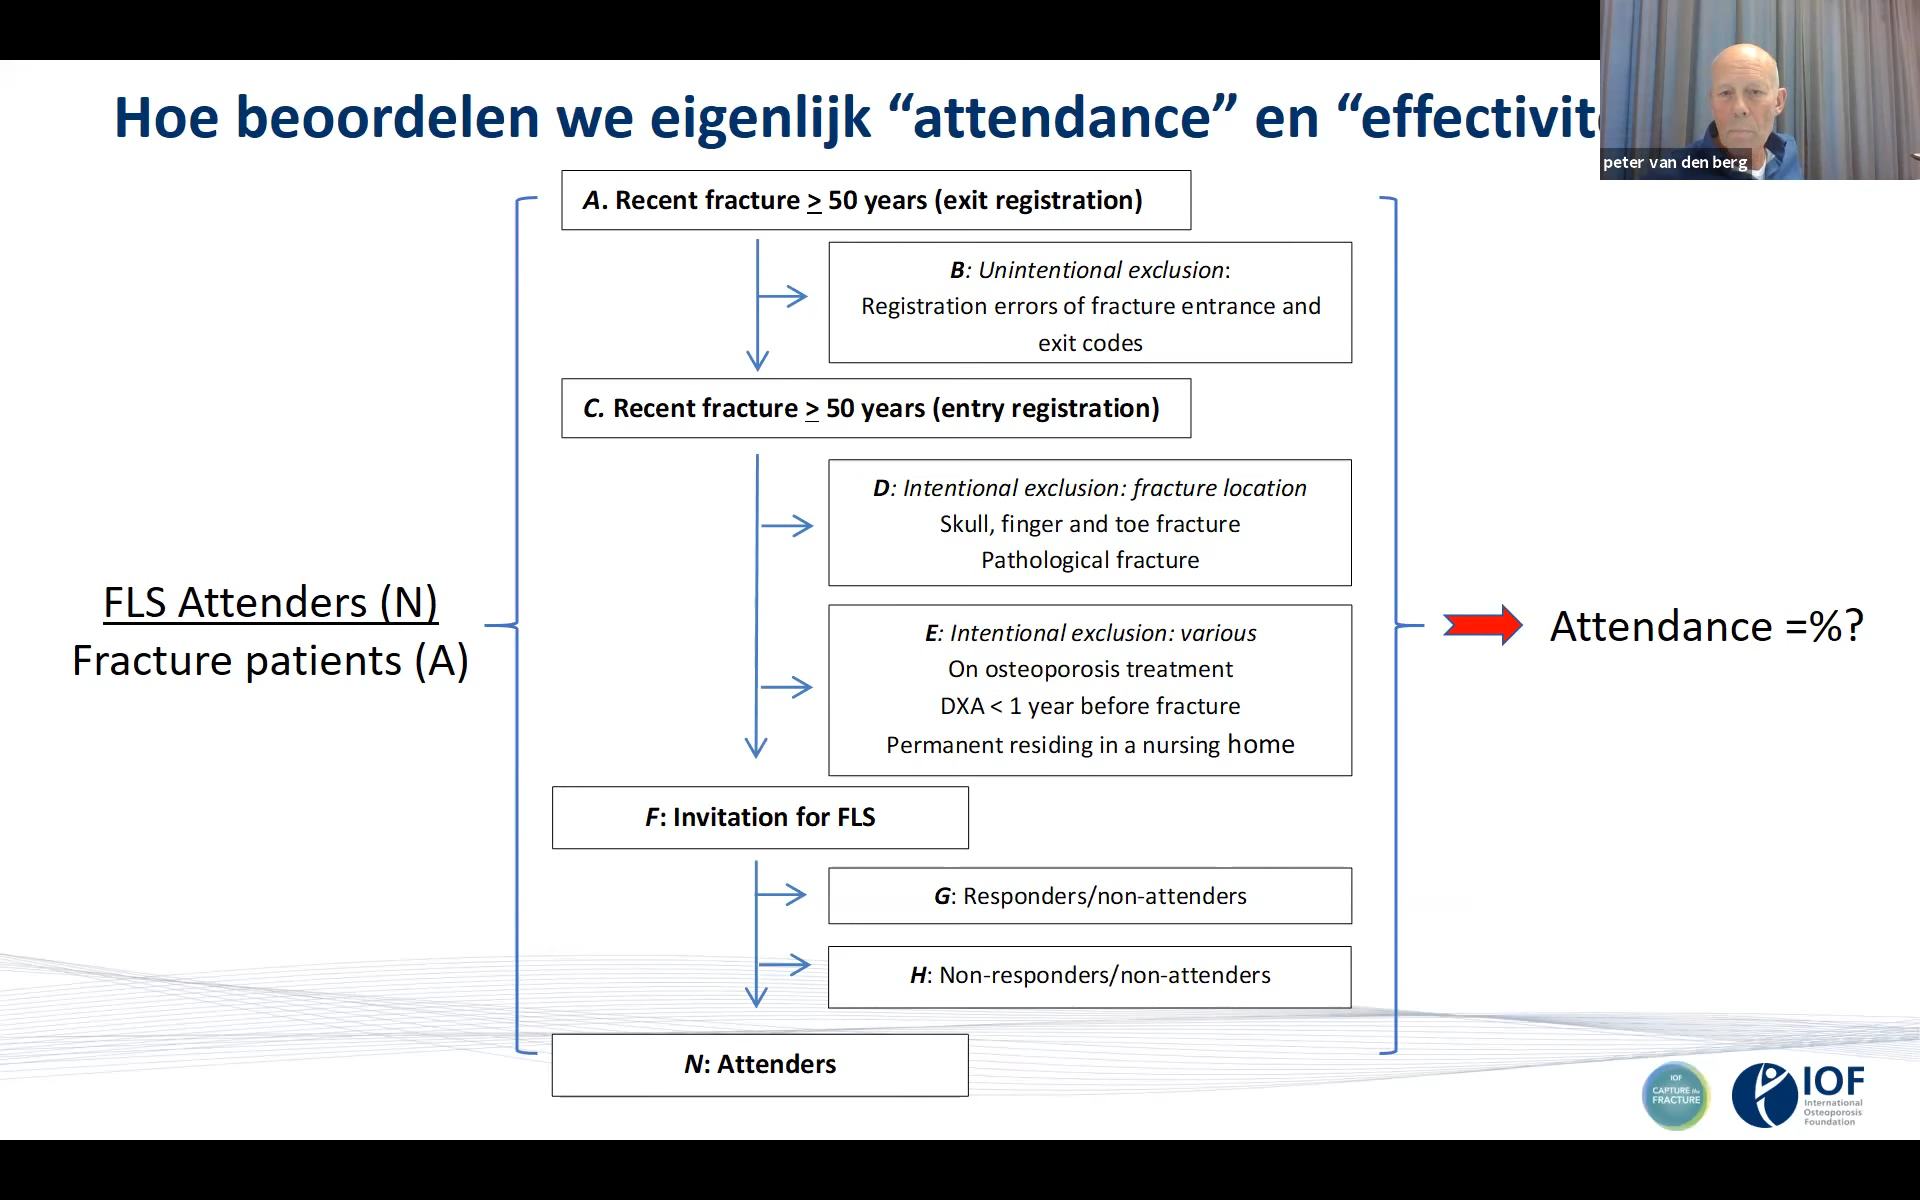 Hoe beoordelen we eigenlijk “attendance” en “effectivit
peter van den berg
A. Recent fracture > 50 years (exit registration)
B: Unintentional exclusion:
Registration errors of fracture entrance and
exit codes
C. Recent fracture > 50 years (entry registration)
D: Intentional exclusion: fracture location
Skull, finger and toe fracture
Pathological fracture
E: Intentional exclusion: various
On osteoporosis treatment
DXA < 1 year before fracture
Permanent residing in a nursing home
FLS Attenders (N)
Fracture patients (A)
Attendance =%?
F: Invitation for FLS
G: Responders/non-attenders
H: Non-responders/non-attenders
N: Attenders
IOF
CAPTURE the
FRACTURE
IOF
International
Osteoporosis
Foundation